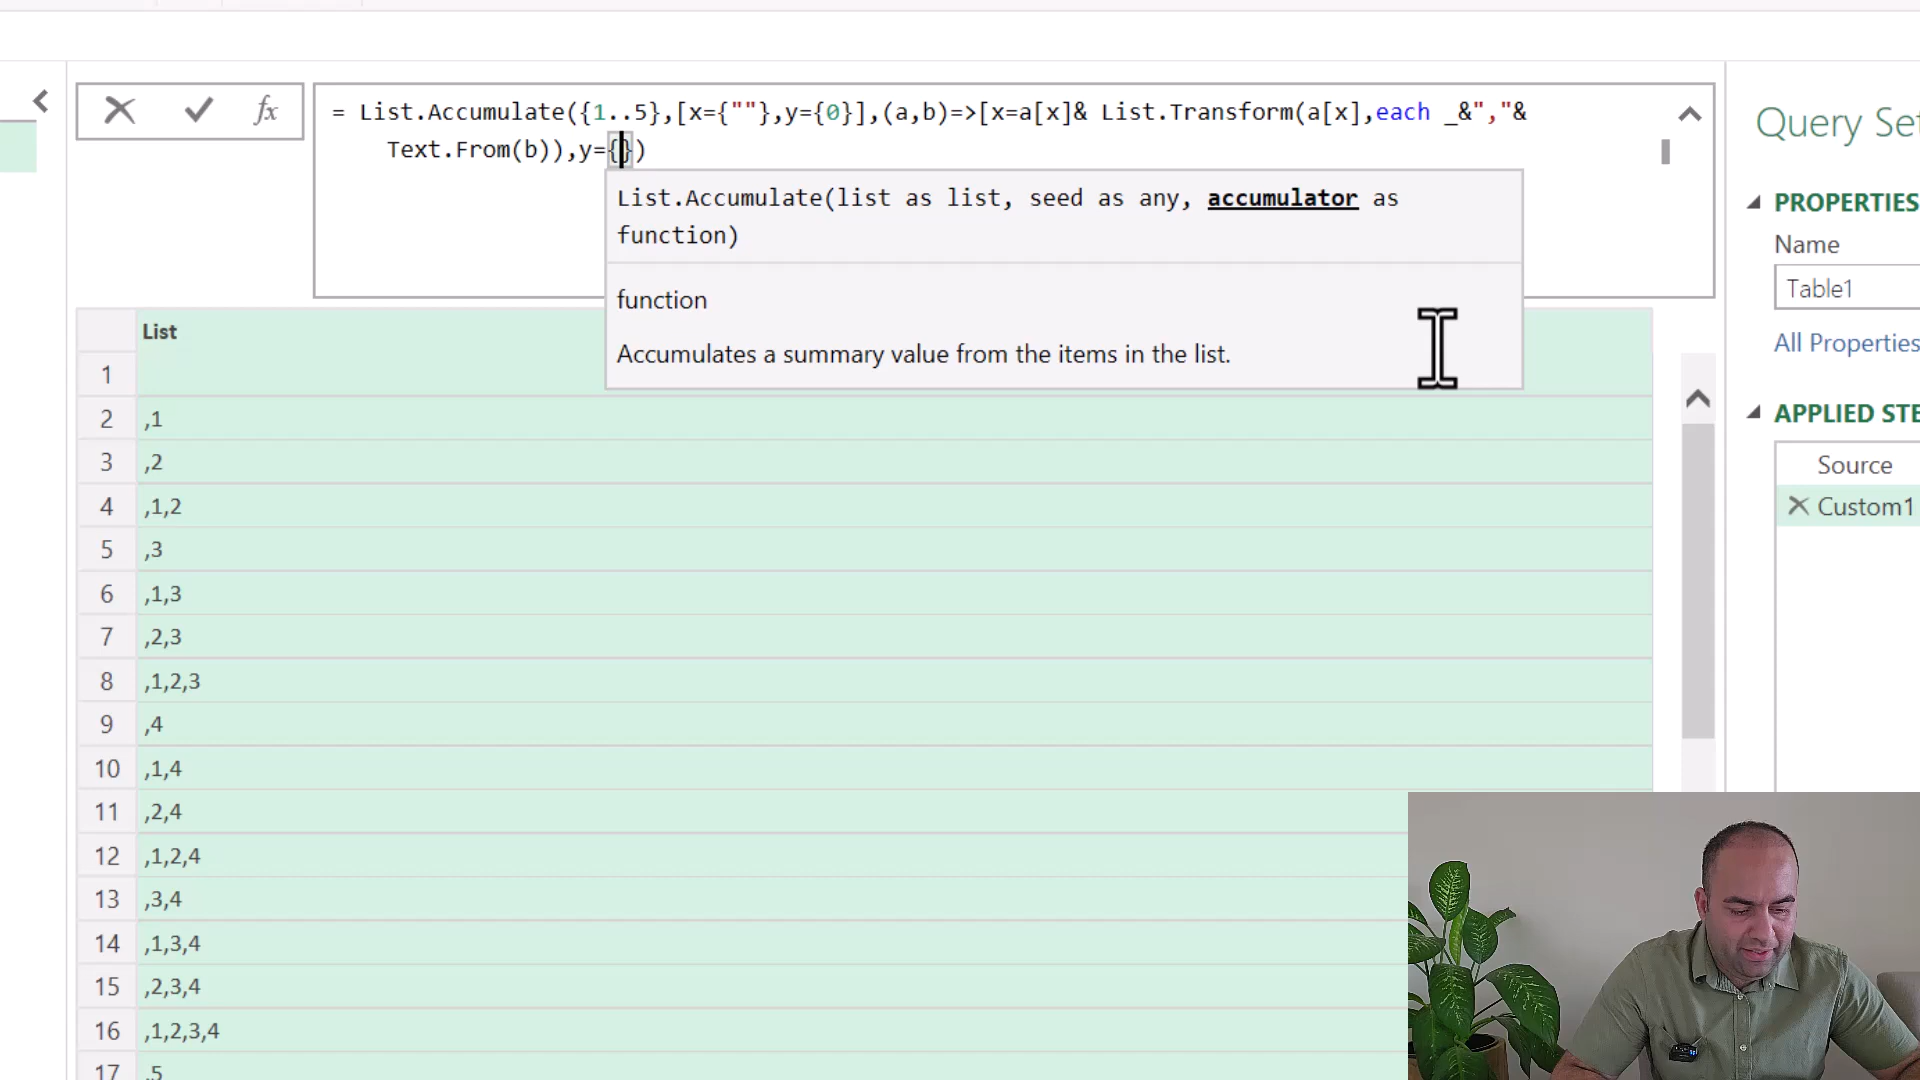 = List.Accumulate({1..5},[x={""},y={0}],(a,b)=>[x=a[x]& List.Transform(a[x],each _&","&
Text.From(b)),y={})
List.Accumulate(list as list, seed as any, accumulator as
function)
function
Accumulates a summary value from the items in the list.
fx
List
1
2 ,1
3 ,2
4 ,1,2
5 ,3
6 ,1,3
7 ,2,3
8 ,1,2,3
9 ,4
10 ,1,4
11 ,2,4
12 ,1,2,4
13 ,3,4
14 ,1,3,4
15 ,2,3,4
16 ,1,2,3,4
17 ,5
Query Set
PROPERTIES
Name
Table1
All Properties
APPLIED STE
Source
Custom1